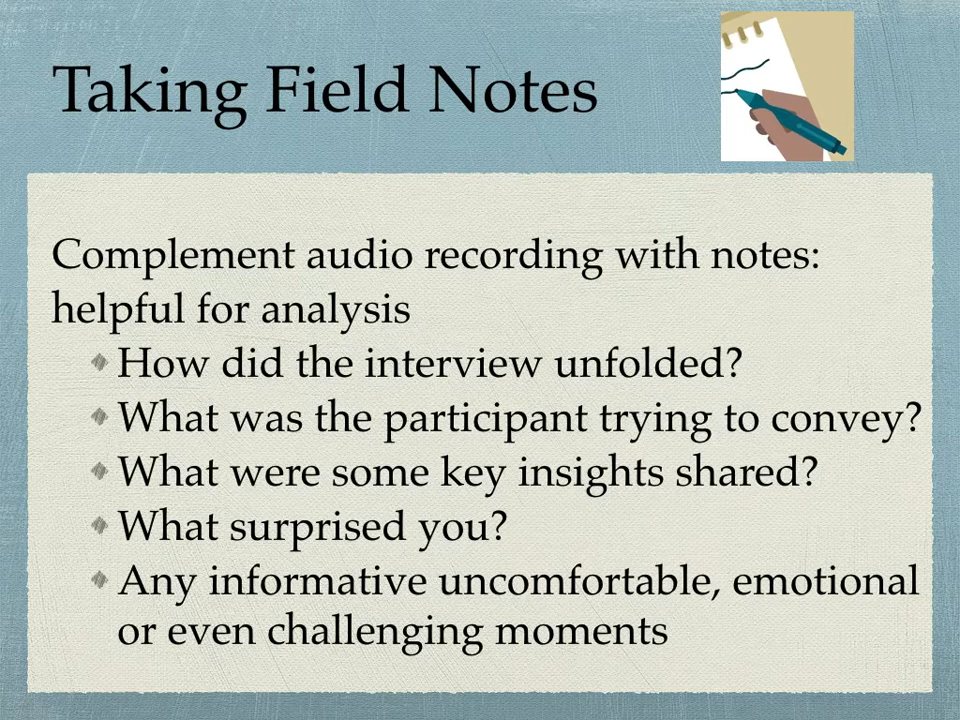 Taking Field Notes
Complement audio recording with notes:
helpful for analysis
How did the interview unfolded?
What was the participant trying to convey?
What were some key insights shared?
What surprised you?
Any informative uncomfortable, emotional
or even challenging moments